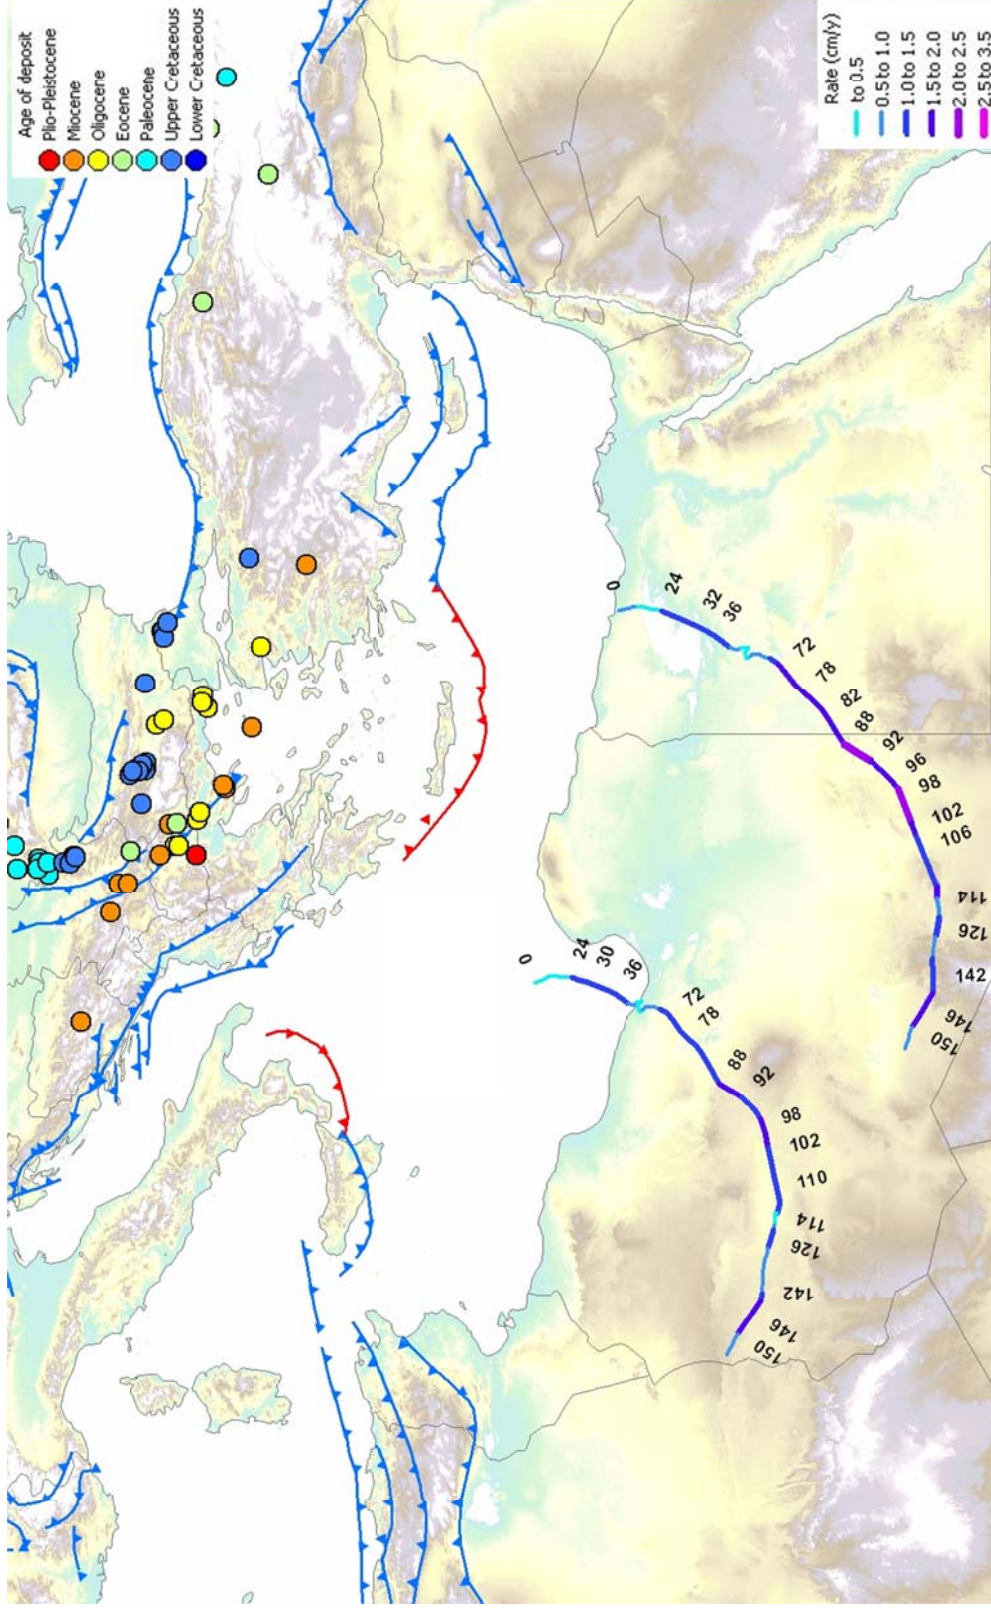 Age of deposit
Plio-Pleistocene
Miocene
Oligocene
Eocene
Paleocene
Upper Cretaceous
Lower Cretaceous
Rate (cm/y)
to 0.5
0.5 to 1.0
1.0 to 1.5
1.5 to 2.0
2.0 to 2.5
2.5 to 3.5
0
24
30
36
72
78
88
92
98
102
110
114
126
142
146
150
0
24
32
36
72
78
82
88
92
96
98
102
106
114
126
142
146
150